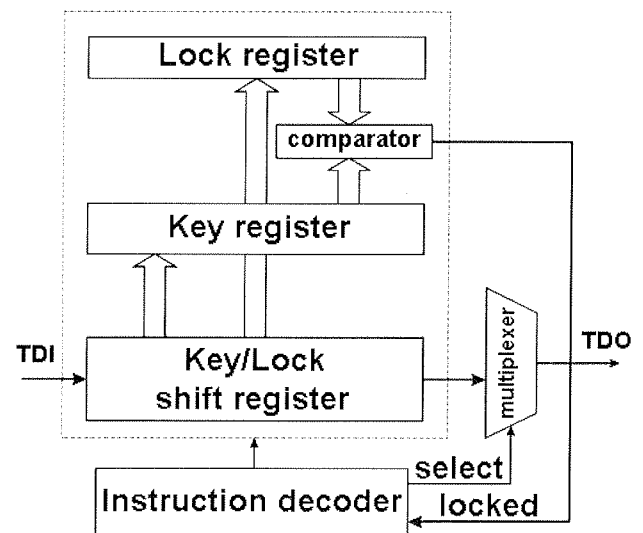 Lock register
comparator
Key register
TDI
Key/Lock
shift register
multiplexer
TDO
select
Instruction decoder
locked